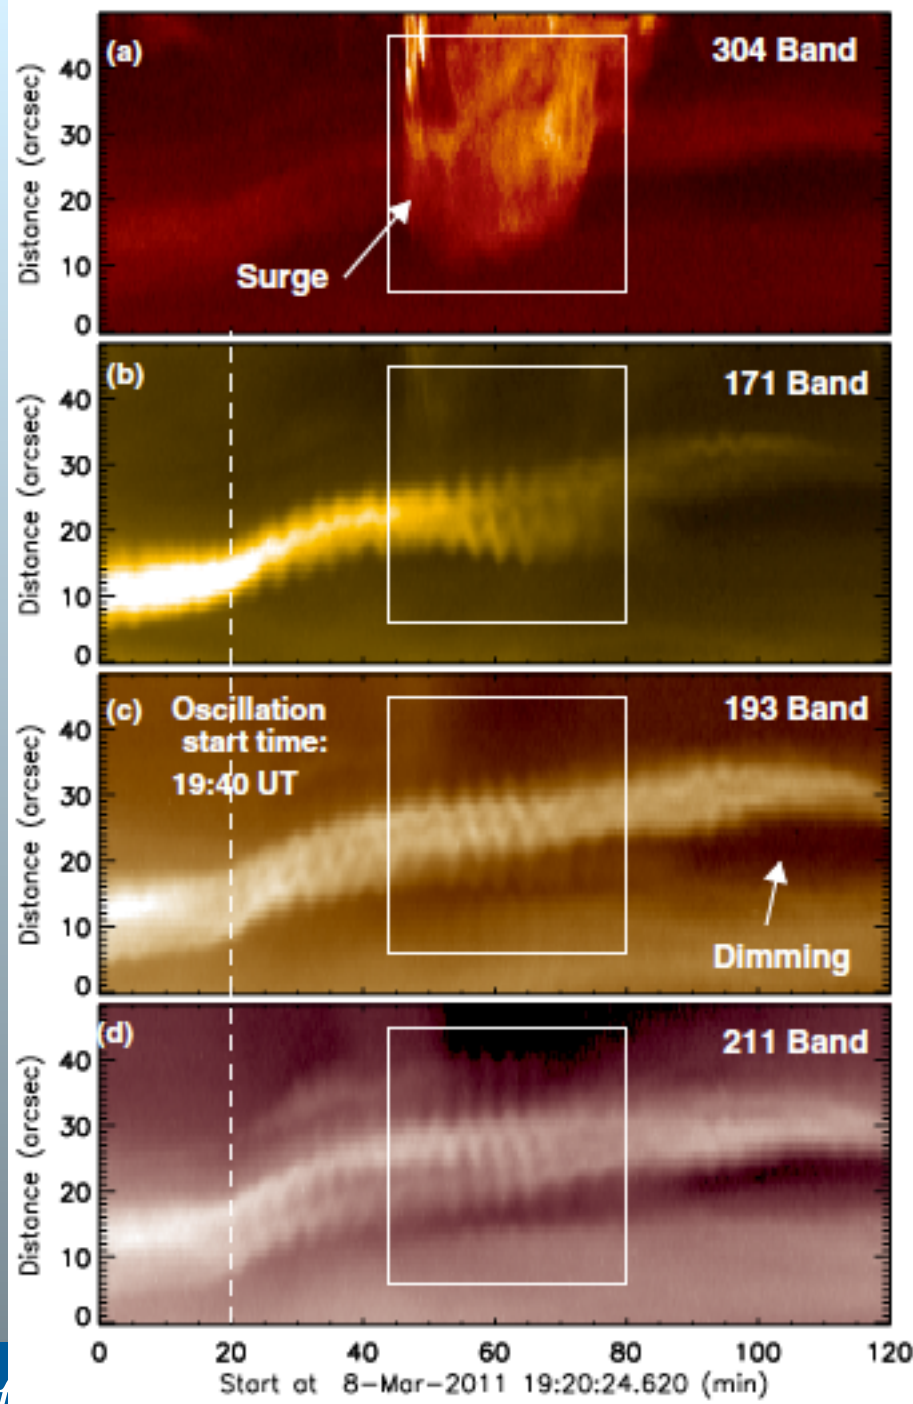 (a)
304 Band
Surge
Distance (arcsec)
40
30
20
10
0
(b)
171 Band
Distance (arcsec)
40
30
20
10
0
(c)
193 Band
Oscillation
start time:
19:40 UT
Dimming
Distance (arcsec)
40
30
20
10
0
(d)
211 Band
Distance (arcsec)
40
30
20
10
0
0 20 40 60 80 100 120
Start at 8-Mar-2011 19:20:24.620 (min)